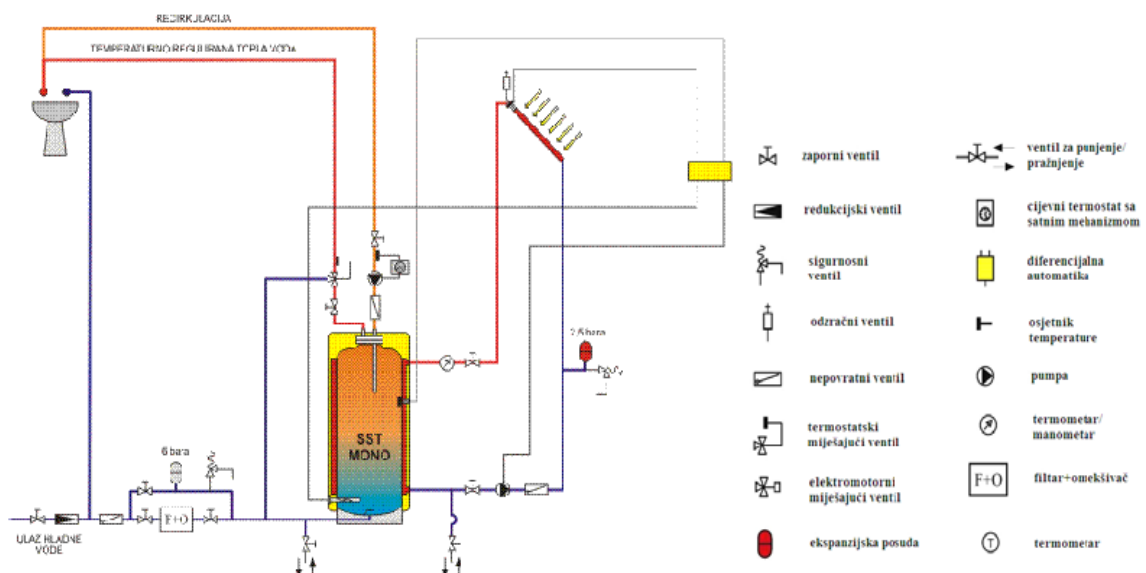 RECIRKULACIJA
TEMPERATURNO REGULIRANA TOPLA VODA
2,5 bara
SST
MONO
6 bara
F+O
ULAZ HLADNE
VODE
zaporni ventil
redukcijski ventil
sigurnosni
ventil
odzračni ventil
nepovratni ventil
termostatski
miješajući ventil
elektromotorni
miješajući ventil
ekspanzijska posuda
ventil za punjenje/
pražnjenje
cijevni termostat sa
satnim mehanizmom
diferencijalna
automatika
osjetnik
temperature
pumpa
termometar/
manometar
F+O
filtar+omekšivač
T
termometar